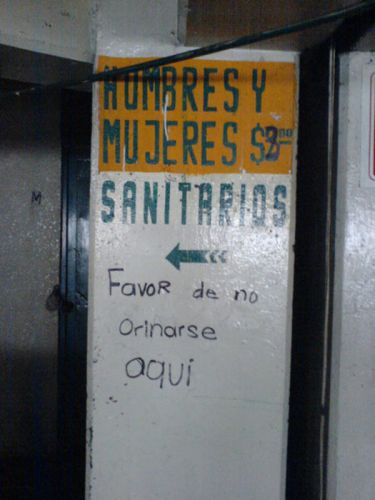 HOMBRES Y
MUJERES $3.00
SANITARIOS
Favor de no
Orinarse
aqui
M